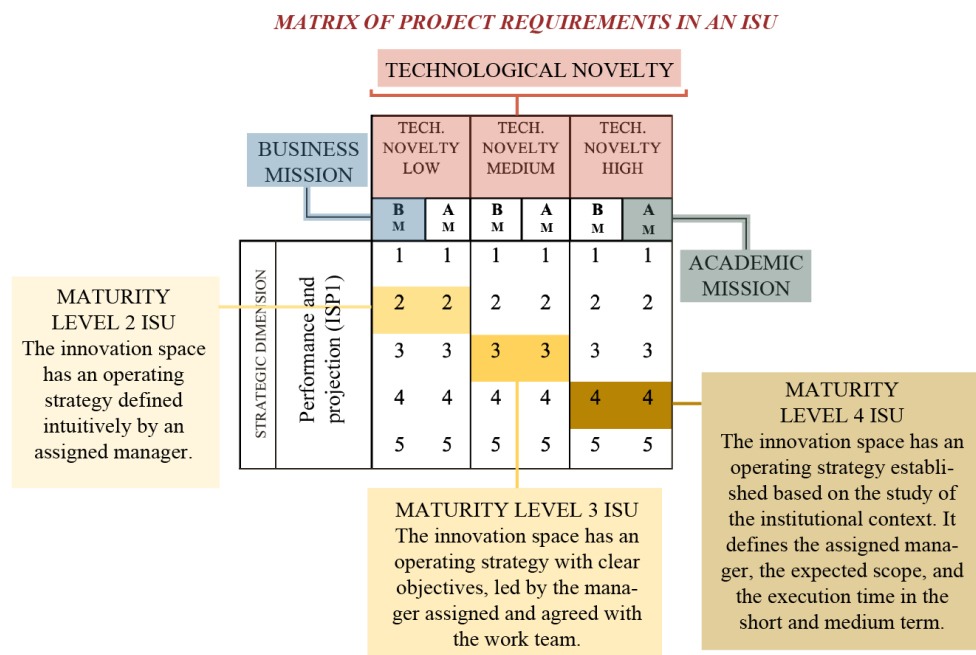 MATRIX OF PROJECT REQUIREMENTS IN AN ISU
TECHNOLOGICAL NOVELTY
BUSINESS
MISSION
TECH.
NOVELTY
LOW
TECH.
NOVELTY
MEDIUM
TECH.
NOVELTY
HIGH
B
M
A
M
B
M
A
M
B
M
A
M
ACADEMIC
MISSION
STRATEGIC DIMENSION
Performance and
projection (ISP1)
1 1 1 1 1 1
2 2 2 2 2 2
3 3 3 3 3 3
4 4 4 4 4 4
5 5 5 5 5 5
MATURITY
LEVEL 2 ISU
The innovation space
has an operating
strategy defined
intuitively by an
assigned manager.
MATURITY LEVEL 3 ISU
The innovation space has an
operating strategy with clear
objectives, led by the mana-
ger assigned and agreed with
the work team.
MATURITY
LEVEL 4 ISU
The innovation space has an
operating strategy establi-
shed based on the study of
the institutional context. It
defines the assigned mana-
ger, the expected scope, and
the execution time in the
short and medium term.